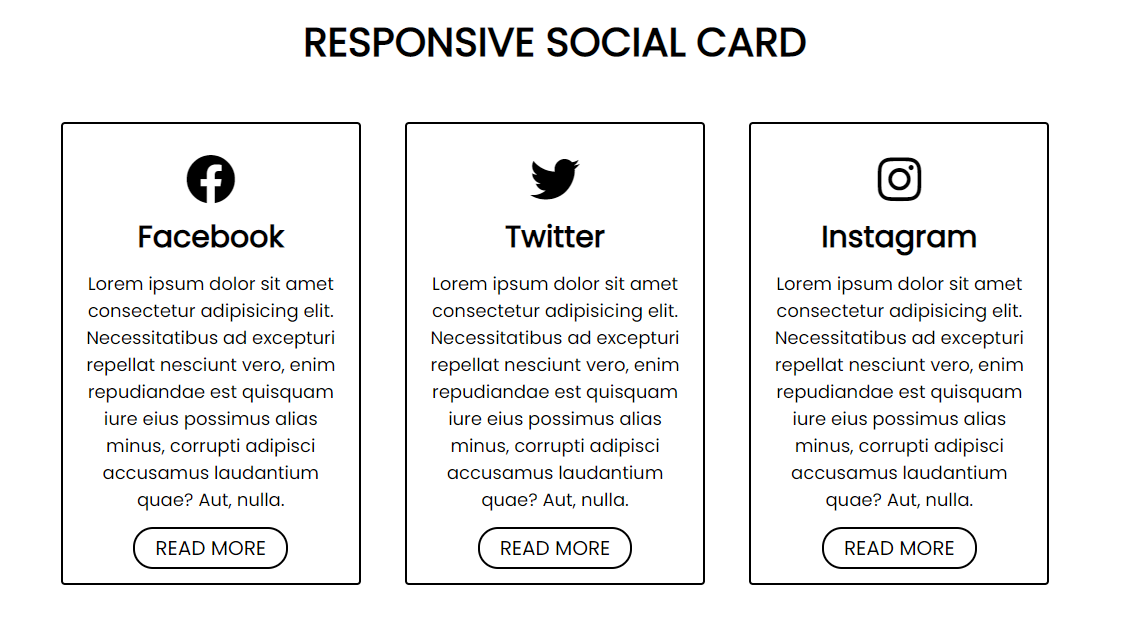 RESPONSIVE SOCIAL CARD
Facebook
Lorem ipsum dolor sit amet
consectetur adipisicing elit.
Necessitatibus ad excepturi
repellat nesciunt vero, enim
repudiandae est quisquam
iure eius possimus alias
minus, corrupti adipisci
accusamus laudantium
quae? Aut, nulla.
READ MORE
Twitter
Lorem ipsum dolor sit amet
consectetur adipisicing elit.
Necessitatibus ad excepturi
repellat nesciunt vero, enim
repudiandae est quisquam
iure eius possimus alias
minus, corrupti adipisci
accusamus laudantium
quae? Aut, nulla.
READ MORE
Instagram
Lorem ipsum dolor sit amet
consectetur adipisicing elit.
Necessitatibus ad excepturi
repellat nesciunt vero, enim
repudiandae est quisquam
iure eius possimus alias
minus, corrupti adipisci
accusamus laudantium
quae? Aut, nulla.
READ MORE